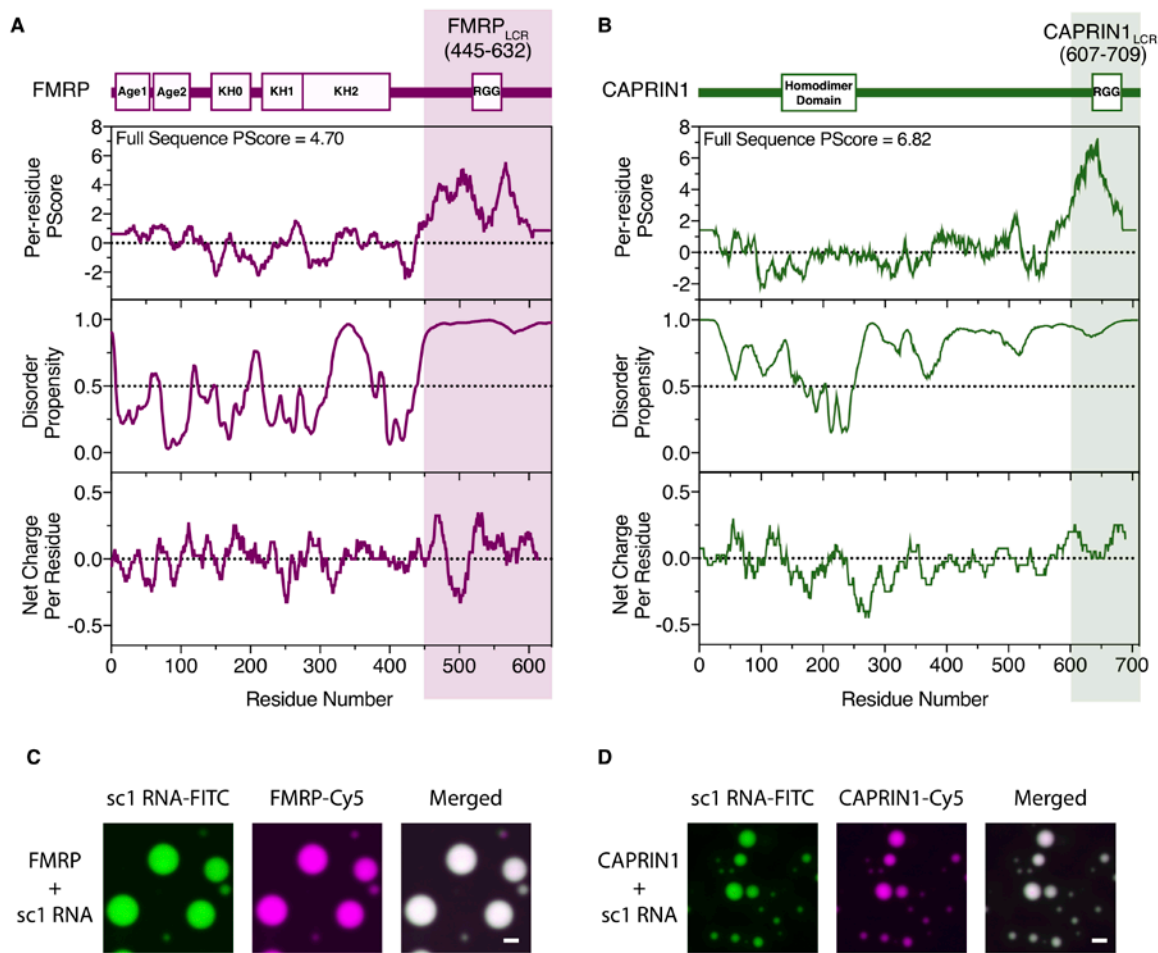 A
FMRP LCR
(445-632)
FMRP
Age1
Age2
KH0
KH1
KH2
RGG
Full Sequence PScore = 4.70
Per-residue
PScore
8
6
4
2
0
-2
Disorder
Propensity
1.0
0.5
0.0
Net Charge
Per Residue
0.5
0.0
-0.5
0 100 200 300 400 500 600
Residue Number
B
CAPRIN1 LCR
(607-709)
CAPRIN1
Homodimer
Domain
RGG
Full Sequence PScore = 6.82
Per-residue
PScore
8
6
4
2
0
-2
Disorder
Propensity
1.0
0.5
0.0
Net Charge
Per Residue
0.5
0.0
-0.5
0 100 200 300 400 500 600 700
Residue Number
C
sc1 RNA-FITC FMRP-Cy5 Merged
FMRP
+
sc1 RNA
D
sc1 RNA-FITC CAPRIN1-Cy5 Merged
CAPRIN1
+
sc1 RNA